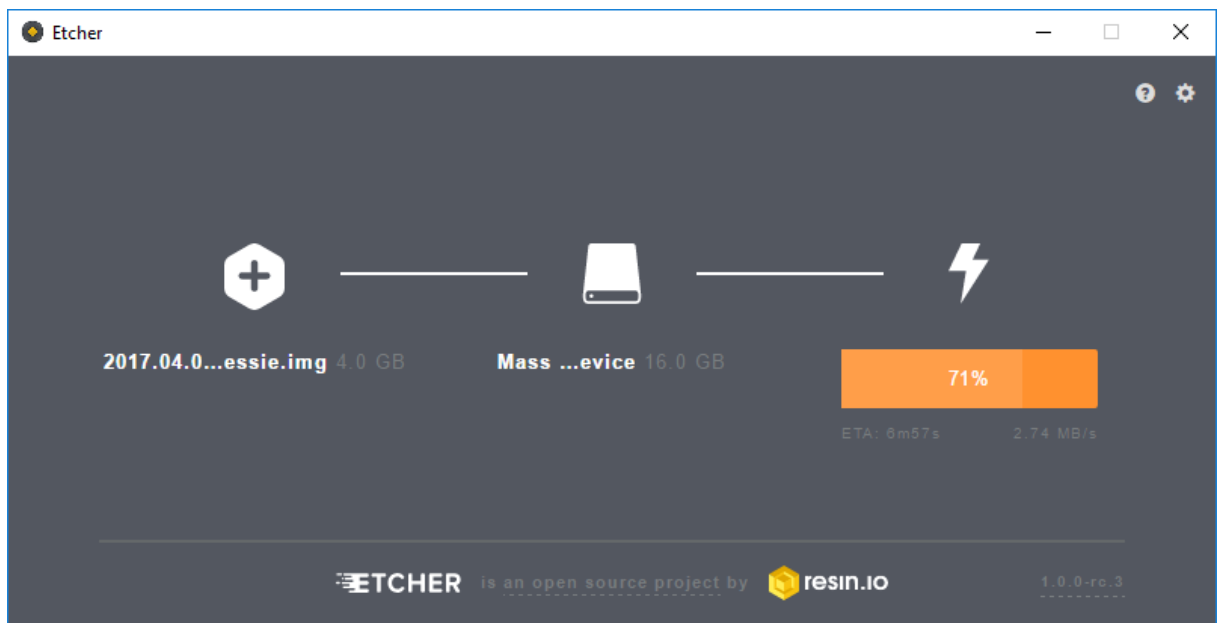 Etcher
2017.04.0...essie.img 4.0 GB
Mass ...evice 16.0 GB
71%
ETA: 6m57s 2.74 MB/s
ETCHER is an open source project by resin.io 1.0.0-rc.3